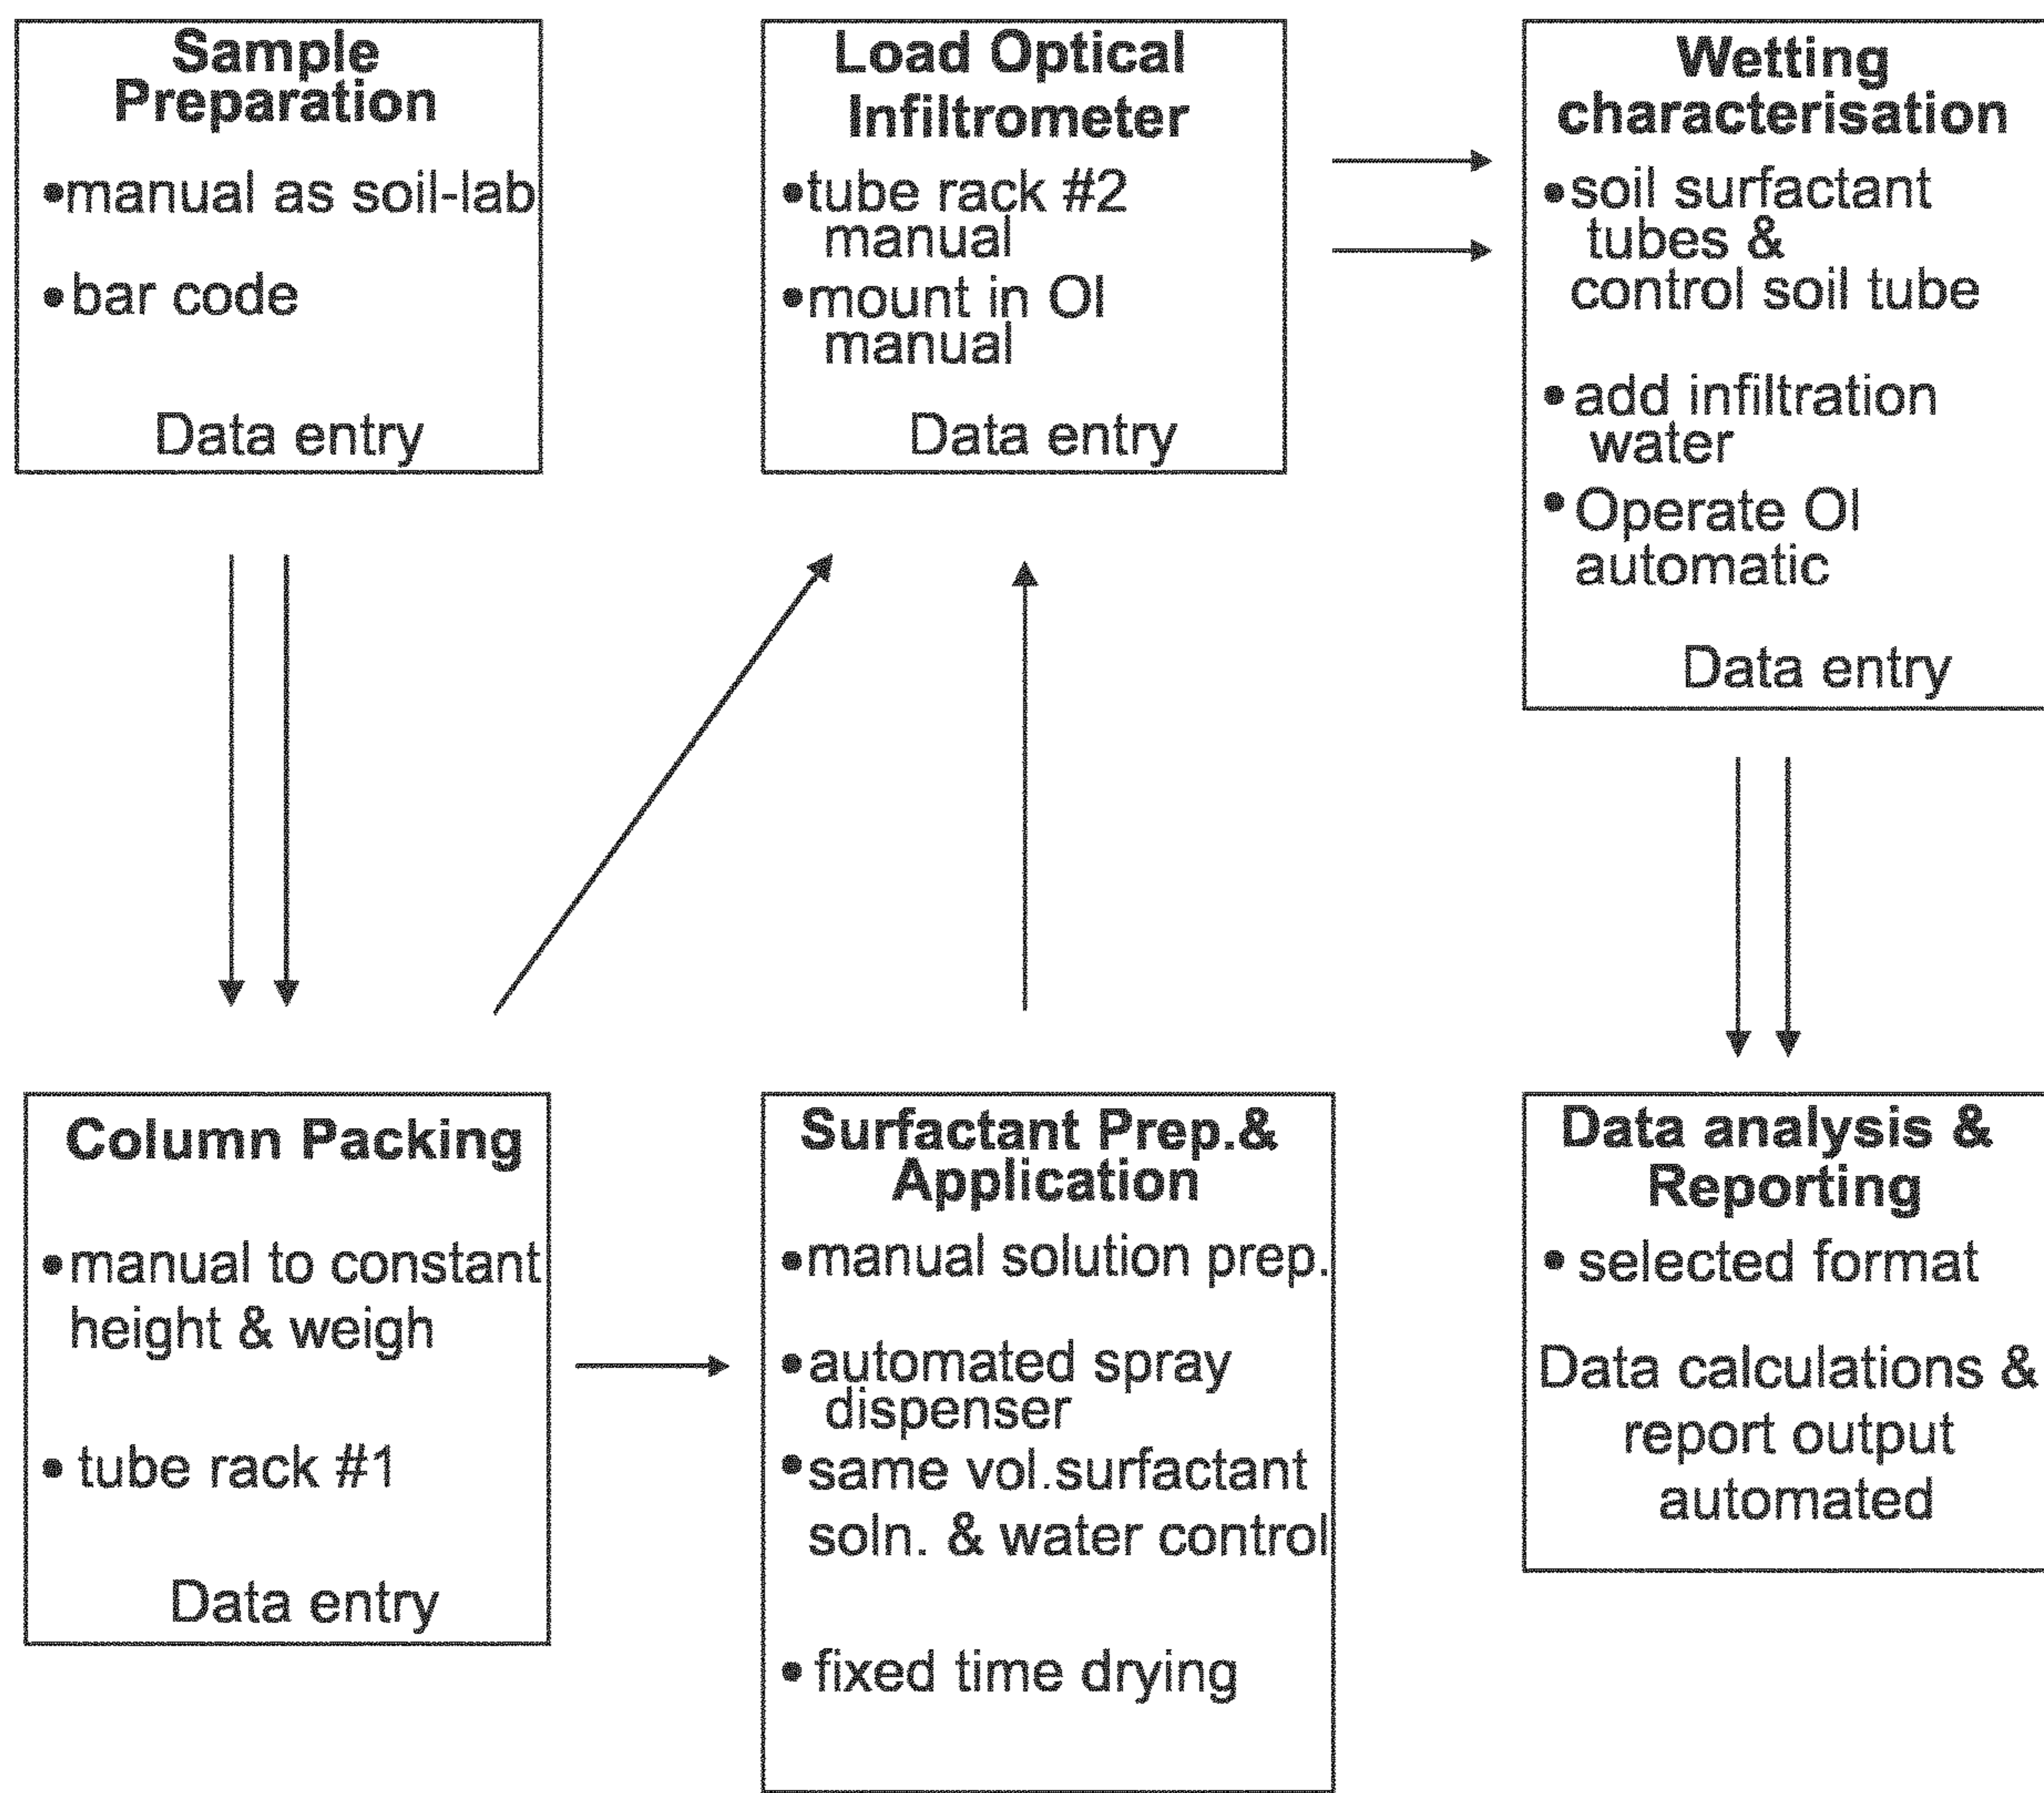 Sample
Preparation
•manual as soil-lab
•bar code
Data entry
Load Optical
Infiltrometer
•tube rack #2
manual
•mount in OI
manual
Data entry
Wetting
characterisation
•soil surfactant
tubes &
control soil tube
•add infiltration
water
•Operate OI
automatic
Data entry
Column Packing
•manual to constant
height & weigh
• tube rack #1
Data entry
Surfactant Prep.&
Application
•manual solution prep.
•automated spray
dispenser
•same vol.surfactant
soln. & water control
• fixed time drying
Data analysis &
Reporting
• selected format
Data calculations &
report output
automated